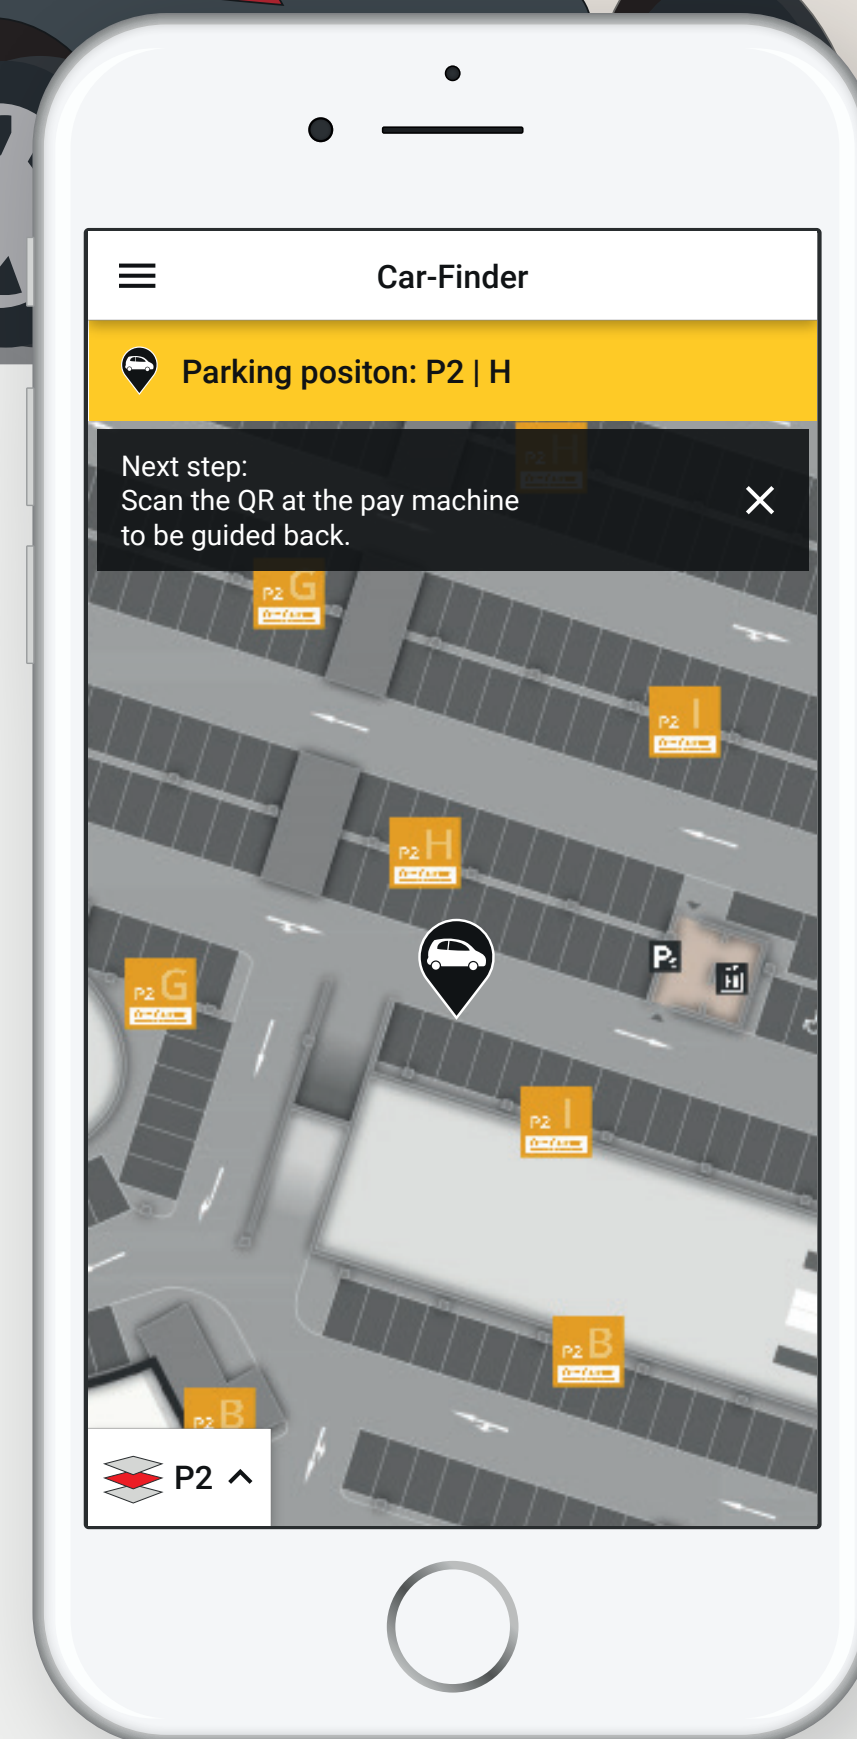 Car-Finder
Parking positon: P2 | H
P2 H
Next step:
Scan the QR at the pay machine
to be guided back.
P2 G
P2 I
P2 H
P
P2 G
P2 I
P2 B
P2 B
P2